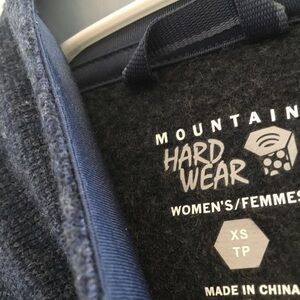 MOUNTAIN
HARD
WEAR
WOMEN'S/FEMMES
XS
TP
MADE IN CHINA